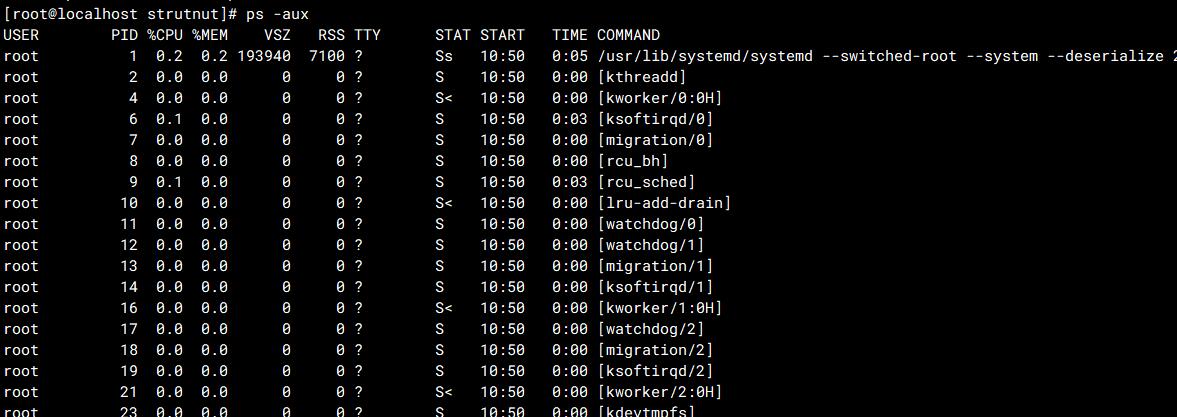 [root@localhost strutnut]# ps -aux
USER PID %CPU %MEM VSZ RSS TTY STAT START TIME COMMAND
root 1 0.2 0.2 193940 7100 ? Ss 10:50 0:05 /usr/lib/systemd/systemd --switched-root --system --deserialize 2
root 2 0.0 0.0 0 0 ? S 10:50 0:00 [kthreadd]
root 4 0.0 0.0 0 0 ? S< 10:50 0:00 [kworker/0:0H]
root 6 0.1 0.0 0 0 ? S 10:50 0:03 [ksoftirqd/0]
root 7 0.0 0.0 0 0 ? S 10:50 0:00 [migration/0]
root 8 0.0 0.0 0 0 ? S 10:50 0:00 [rcu_bh]
root 9 0.1 0.0 0 0 ? S 10:50 0:03 [rcu_sched]
root 10 0.0 0.0 0 0 ? S< 10:50 0:00 [lru-add-drain]
root 11 0.0 0.0 0 0 ? S 10:50 0:00 [watchdog/0]
root 12 0.0 0.0 0 0 ? S 10:50 0:00 [watchdog/1]
root 13 0.0 0.0 0 0 ? S 10:50 0:00 [migration/1]
root 14 0.0 0.0 0 0 ? S 10:50 0:00 [ksoftirqd/1]
root 16 0.0 0.0 0 0 ? S< 10:50 0:00 [kworker/1:0H]
root 17 0.0 0.0 0 0 ? S 10:50 0:00 [watchdog/2]
root 18 0.0 0.0 0 0 ? S 10:50 0:00 [migration/2]
root 19 0.0 0.0 0 0 ? S 10:50 0:00 [ksoftirqd/2]
root 21 0.0 0.0 0 0 ? S< 10:50 0:00 [kworker/2:0H]
root 23 0.0 0.0 0 0 ? S 10:50 0:00 [kdevtmpfs]